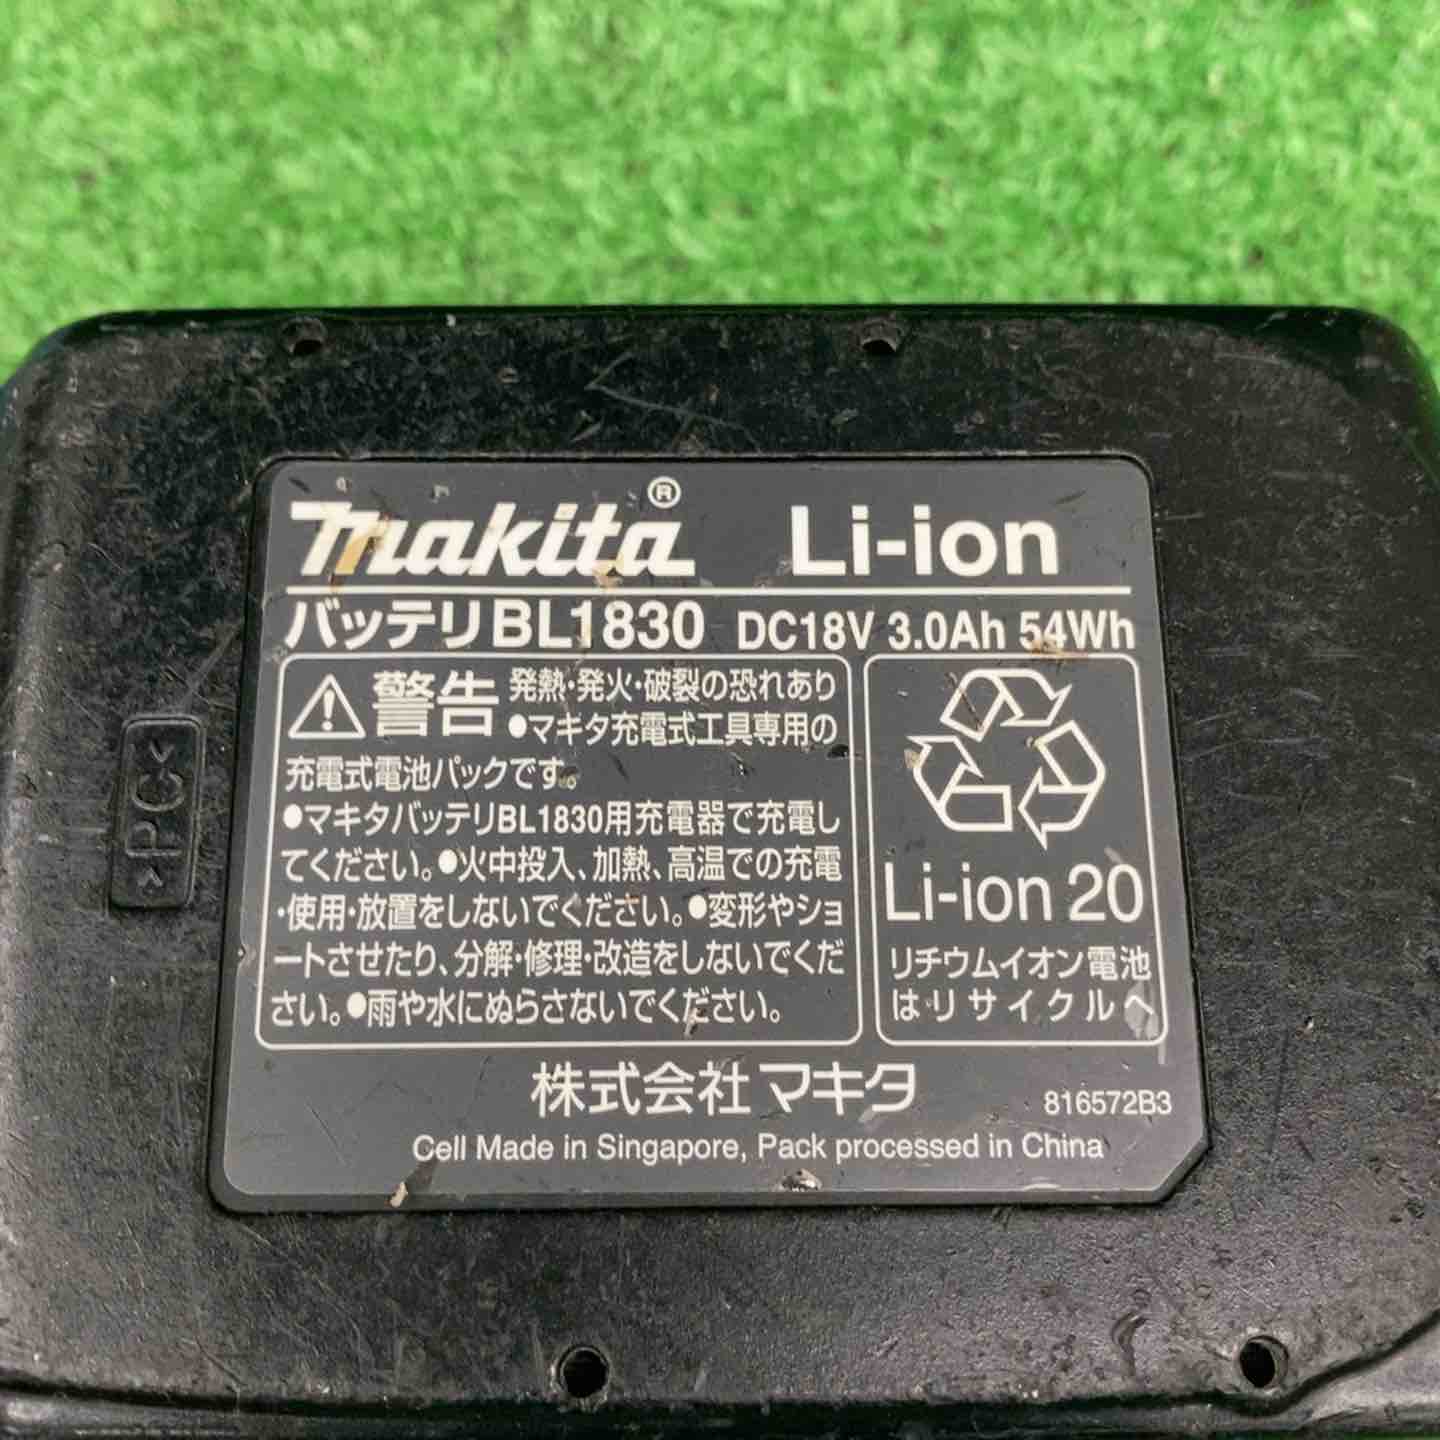 makita® Li-ion
バッテリBL1830 DC18V 3.0Ah 54Wh
⚠警告 発熱・発火・破裂の恐れあり
●マキタ充電式工具専用の
充電式電池パックです。
●マキタバッテリBL1830用充電器で充電し
てください。●火中投入、加熱、高温での充電
・使用・放置をしないでください。●変形やショ
ートさせたり、分解・修理・改造をしないでくだ
さい。●雨や水にぬらさないでください。
Li-ion 20
リチウムイオン電池
はリサイクルへ
株式会社マキタ
816572B3
Cell Made in Singapore, Pack processed in China
>PC<